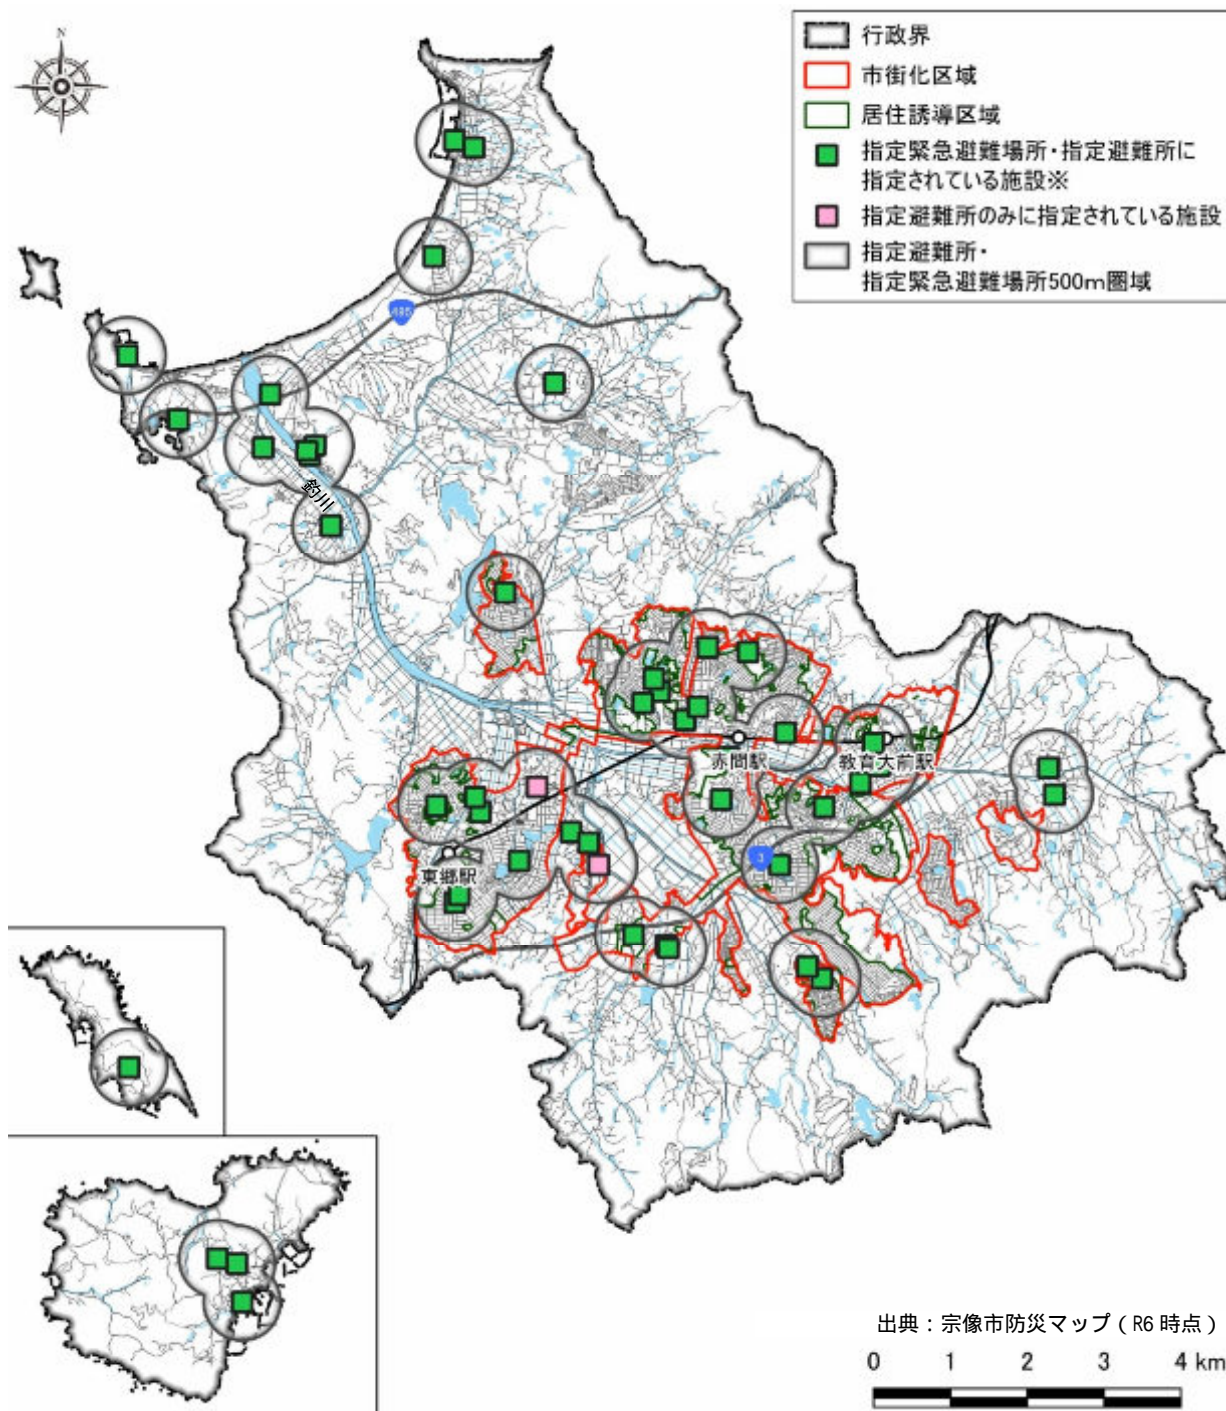 N
行政界
市街化区域
居住誘導区域
指定緊急避難場所・指定避難所に
指定されている施設※
指定避難所のみに指定されている施設
指定避難所・
指定緊急避難場所500m圏域
495
釣川
赤間駅
教育大前駅
3
東郷駅
出典：宗像市防災マップ（R6 時点）
0 1 2 3 4 km